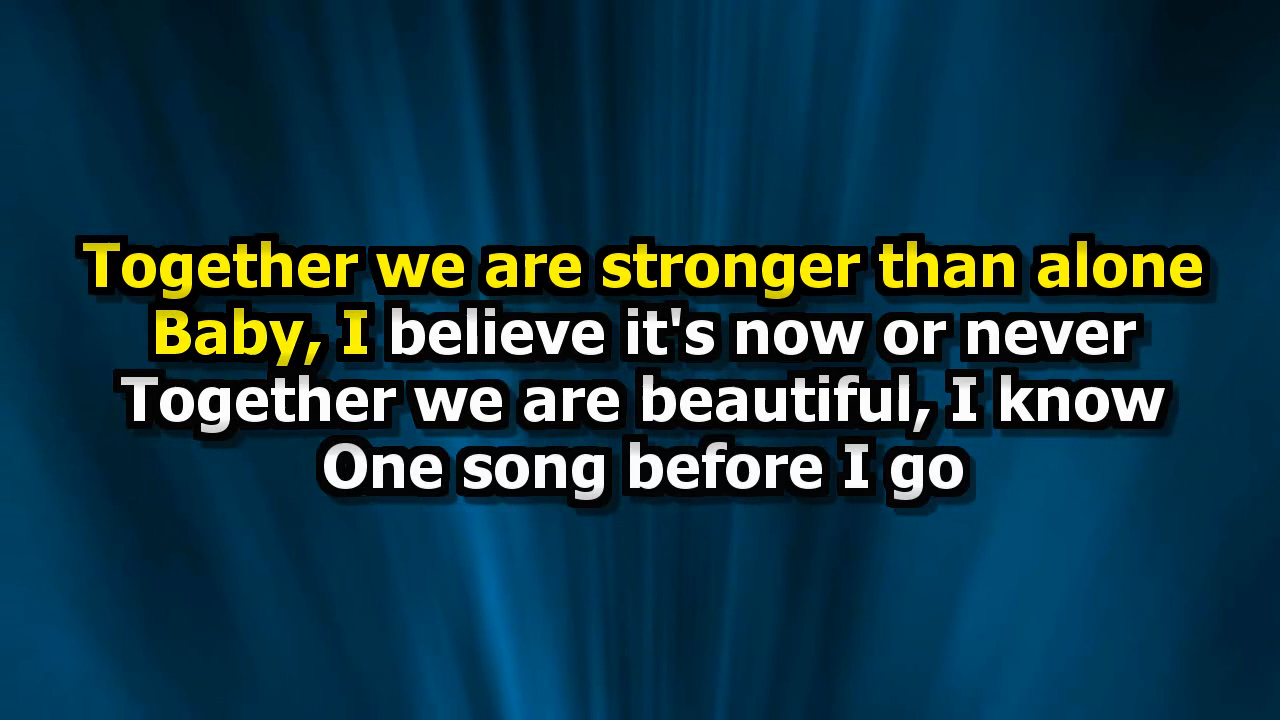 Together we are stronger than alone
Baby, I believe it's now or never
Together we are beautiful, I know
One song before I go